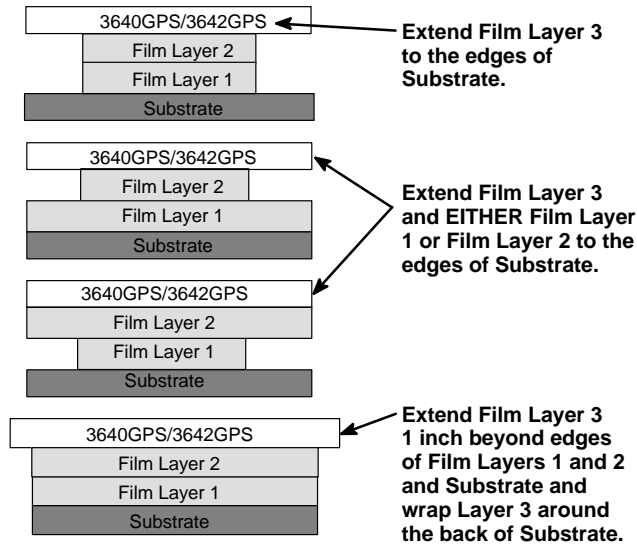 3640GPS/3642GPS
Film Layer 2
Film Layer 1
Substrate
Extend Film Layer 3
to the edges of
Substrate.
3640GPS/3642GPS
Film Layer 2
Film Layer 1
Substrate
Extend Film Layer 3
and EITHER Film Layer
1 or Film Layer 2 to the
edges of Substrate.
3640GPS/3642GPS
Film Layer 2
Film Layer 1
Substrate
3640GPS/3642GPS
Film Layer 2
Film Layer 1
Substrate
Extend Film Layer 3
1 inch beyond edges
of Film Layers 1 and 2
and Substrate and
wrap Layer 3 around
the back of Substrate.